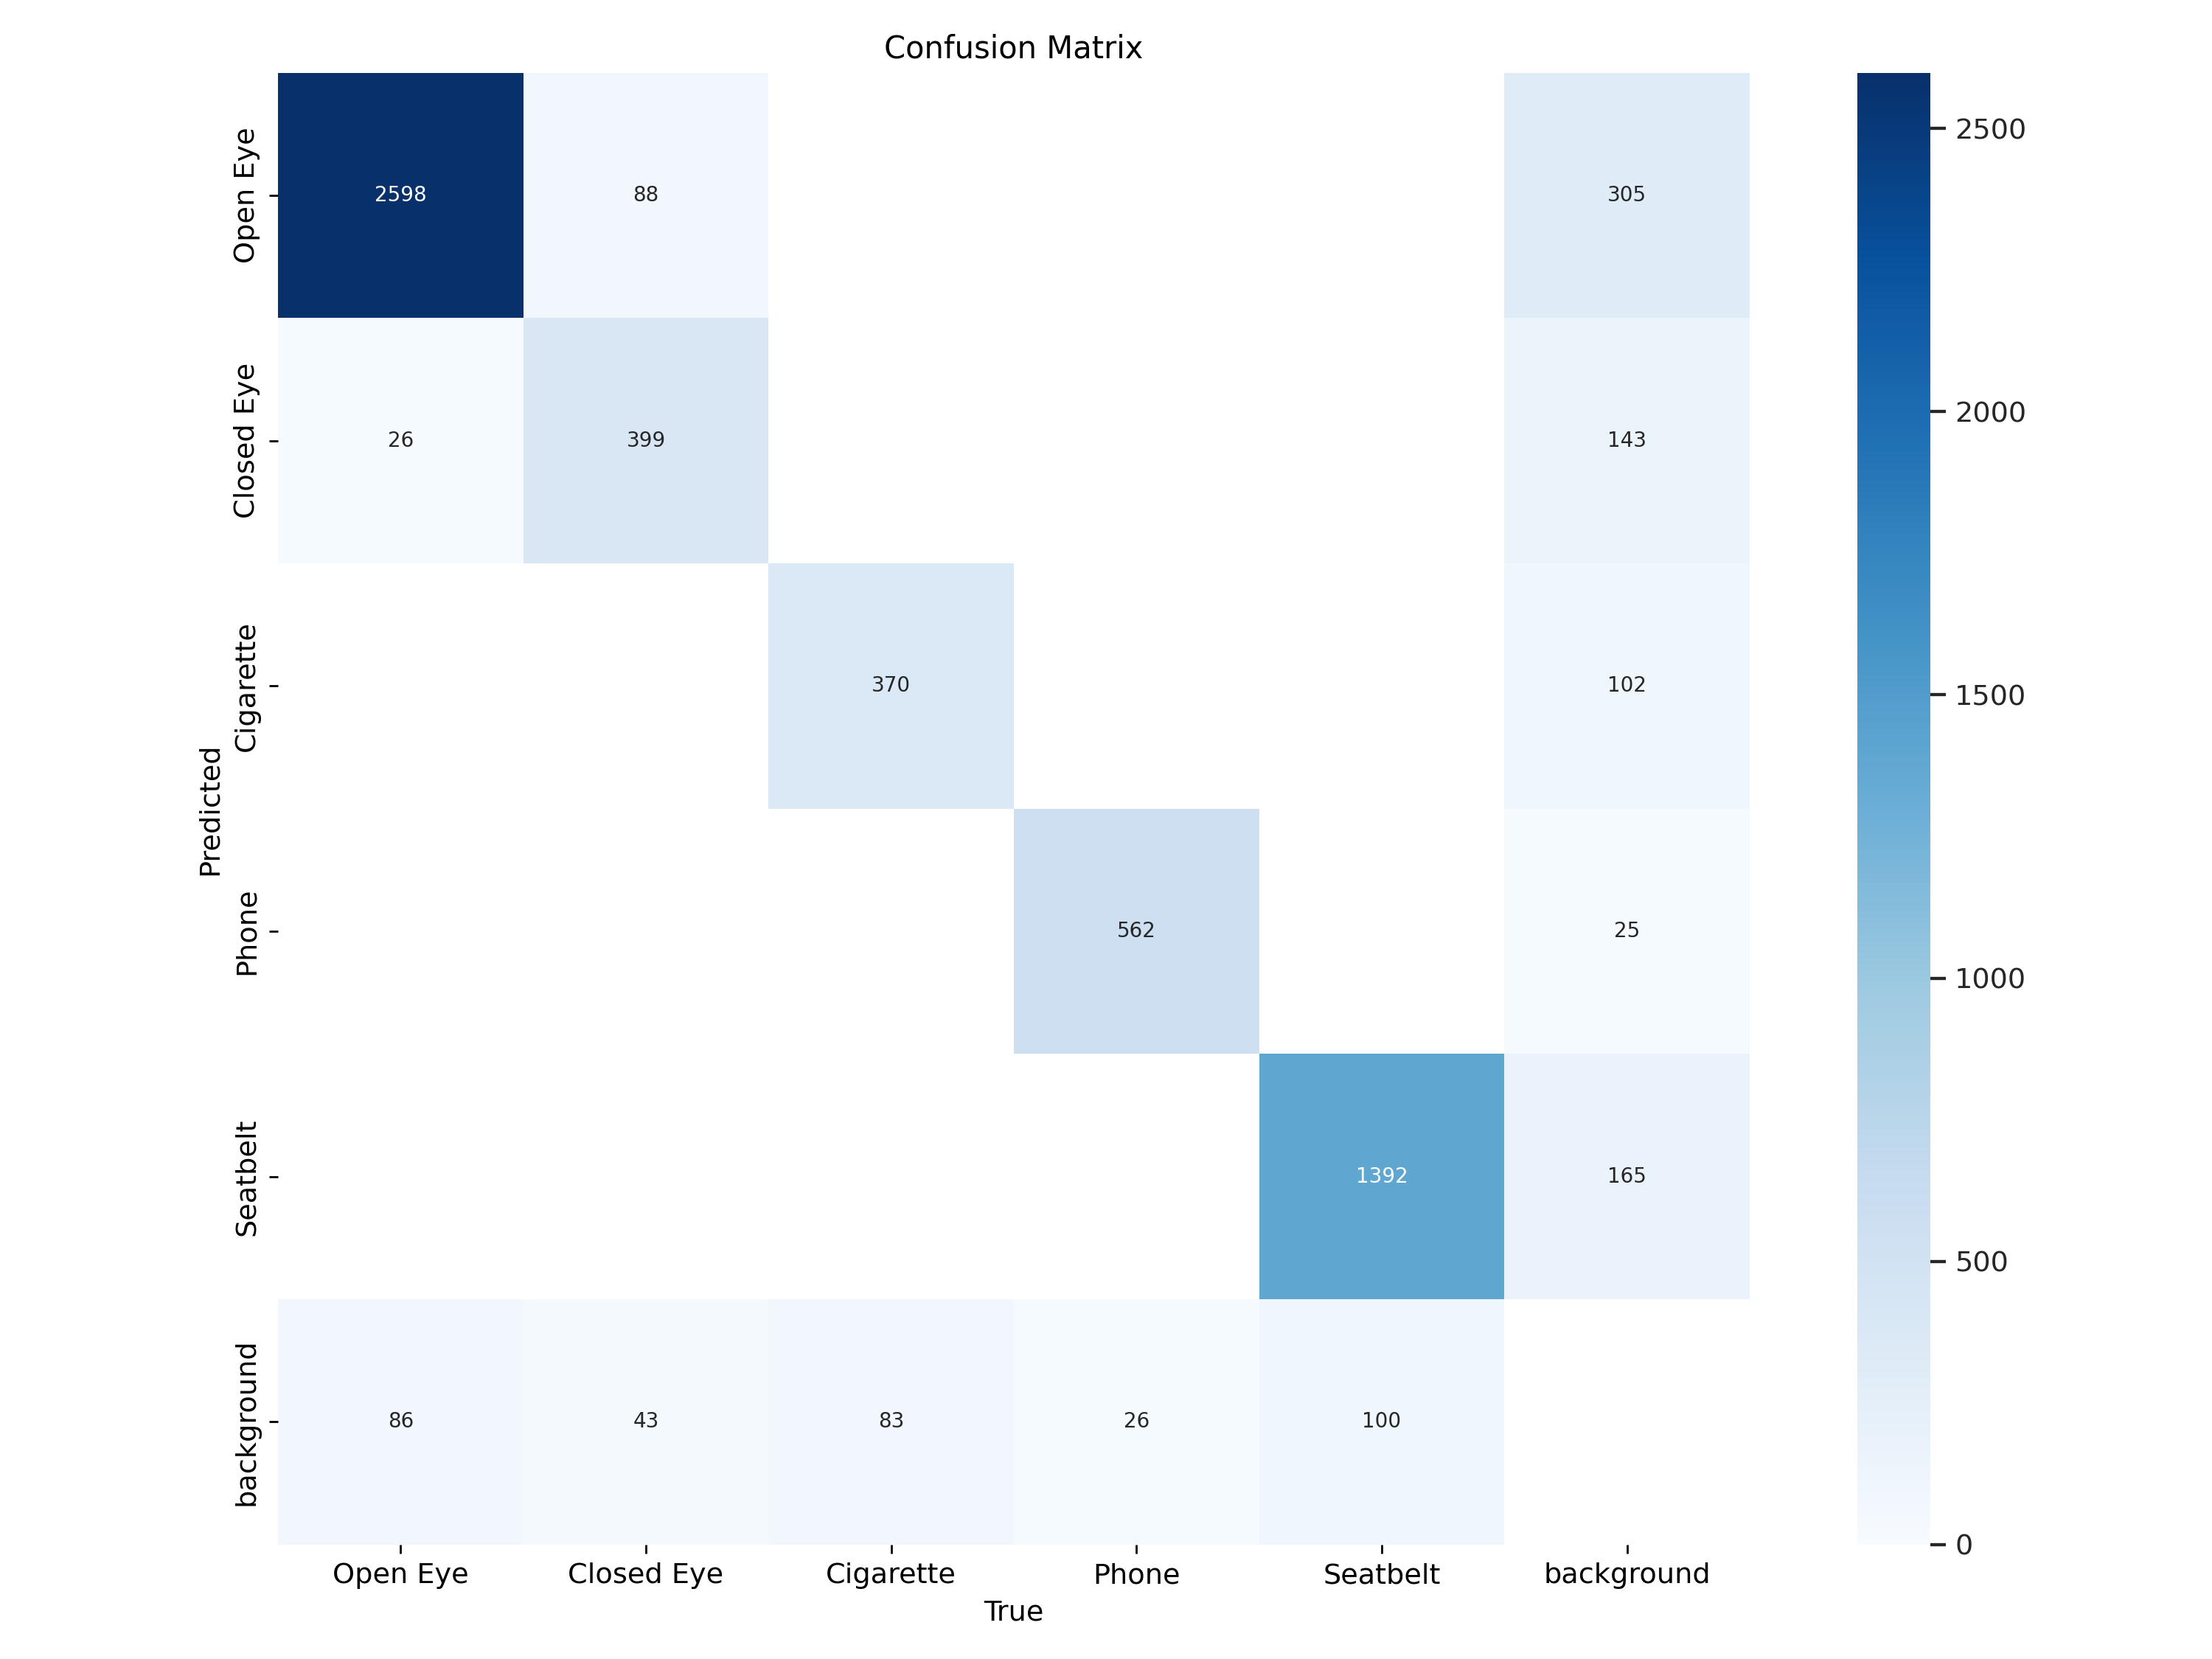 Confusion Matrix
Open Eye
2598
88
305
2500
Closed Eye
26
399
143
2000
Cigarette
370
102
1500
Predicted
Phone
562
25
1000
Seatbelt
1392
165
500
background
86
43
83
26
100
0
Open Eye
Closed Eye
Cigarette
Phone
Seatbelt
background
True